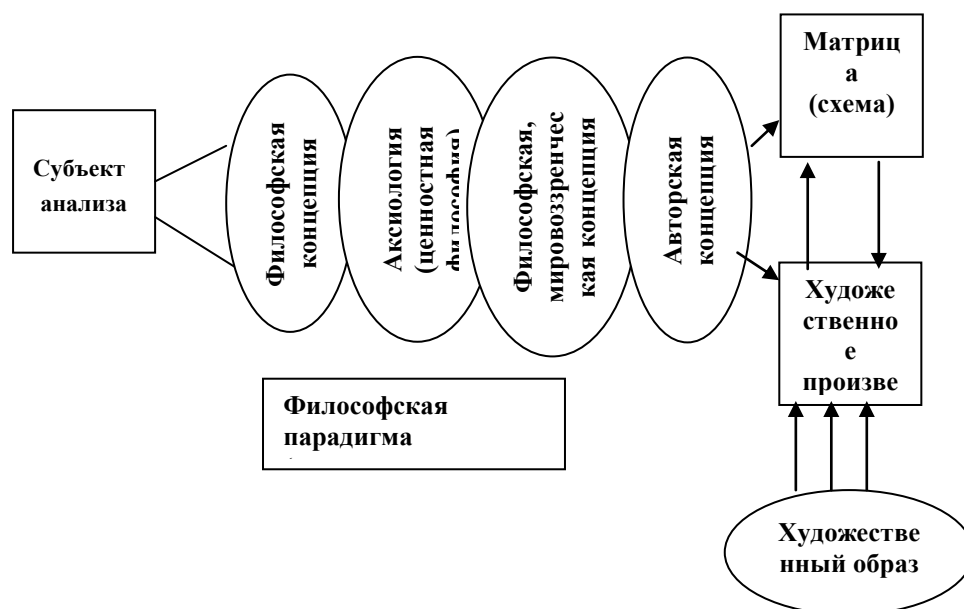 Субъект
анализа
Философская
концепция
Аксиология
(ценностная
философия)
Философская,
мировоззренчес
кая концепция
Авторская
концепция
Матриц
а
(схема)
Художе
ственно
е
произве
Философская
парадигма
Художестве
нный образ